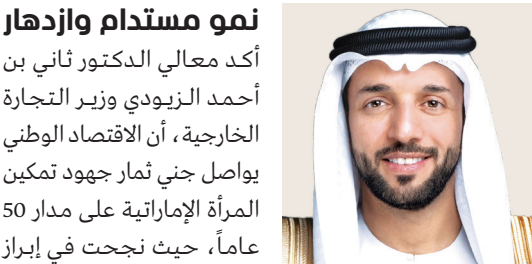 نمو مستدام وازدهار
أكد معالي الدكتور ثاني بن
أحمد الزيودي وزير التجارة
الخارجية، أن الاقتصاد الوطني
يواصل جني ثمار جهود تمكين
المرأة الإماراتية على مدار 50
عاماً، حيث نجحت في إبراز